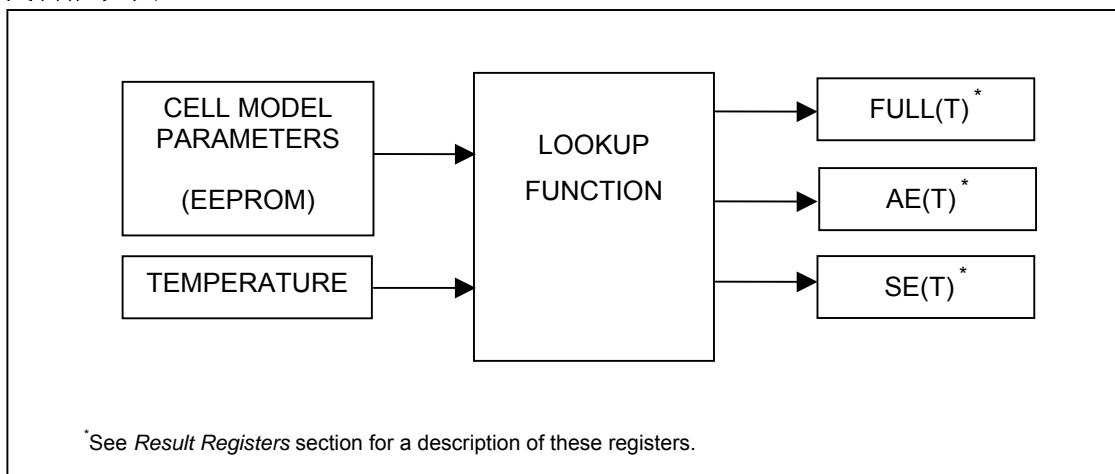 CELL MODEL
PARAMETERS
(EEPROM)
TEMPERATURE
LOOKUP
FUNCTION
FULL(T)*
AE(T)*
SE(T)*
*See Result Registers section for a description of these registers.